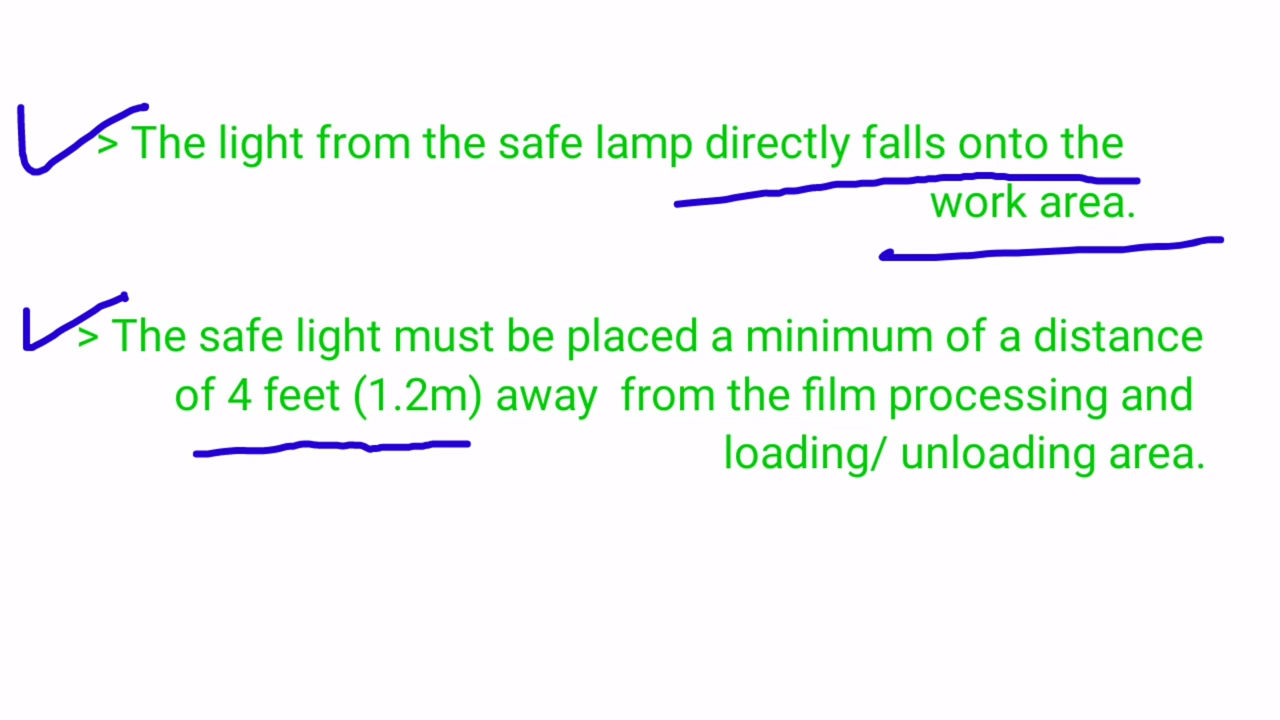 > The light from the safe lamp directly falls onto the
work area.
> The safe light must be placed a minimum of a distance
of 4 feet (1.2m) away from the film processing and
loading/ unloading area.